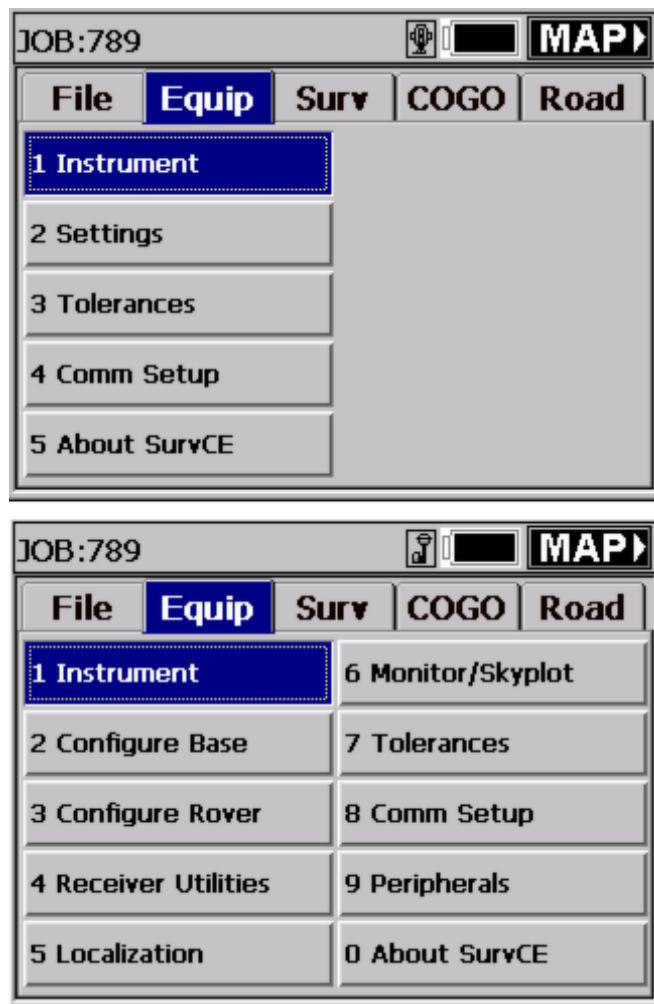 JOB:789 MAP
File Equip Surv COGO Road
1 Instrument
2 Settings
3 Tolerances
4 Comm Setup
5 About SurvCE
JOB:789 MAP
File Equip Surv COGO Road
1 Instrument 6 Monitor/Skyplot
2 Configure Base 7 Tolerances
3 Configure Rover 8 Comm Setup
4 Receiver Utilities 9 Peripherals
5 Localization 0 About SurvCE